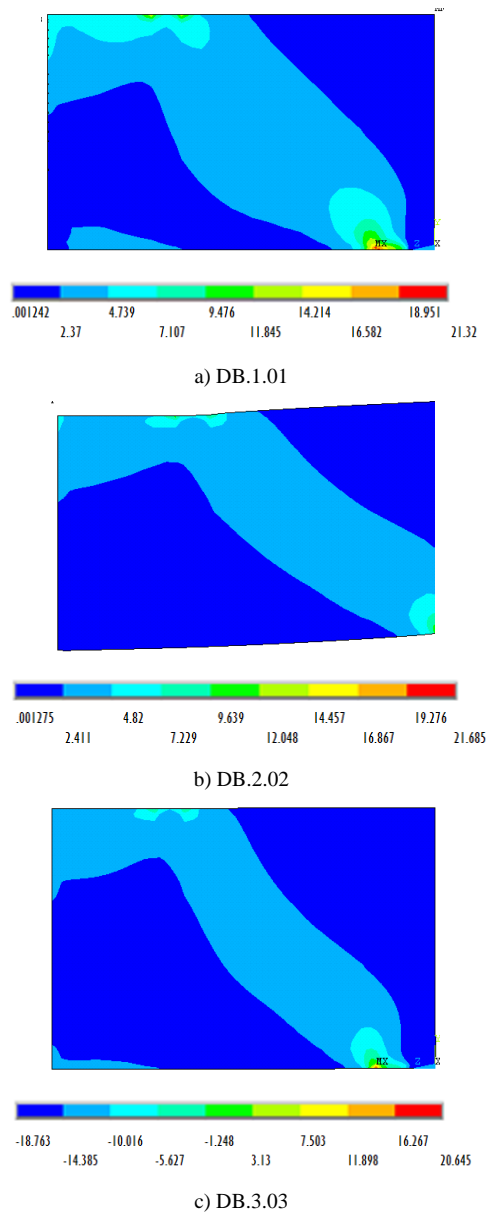 MX Z X
.001242 4.739 9.476 14.214 18.951
2.37 7.107 11.845 16.582 21.32
a) DB.1.01
.001275 4.82 9.639 14.457 19.276
2.411 7.229 12.048 16.867 21.685
b) DB.2.02
MX Z X
-18.763 -10.016 -1.248 7.503 16.267
-14.385 -5.627 3.13 11.898 20.645
c) DB.3.03